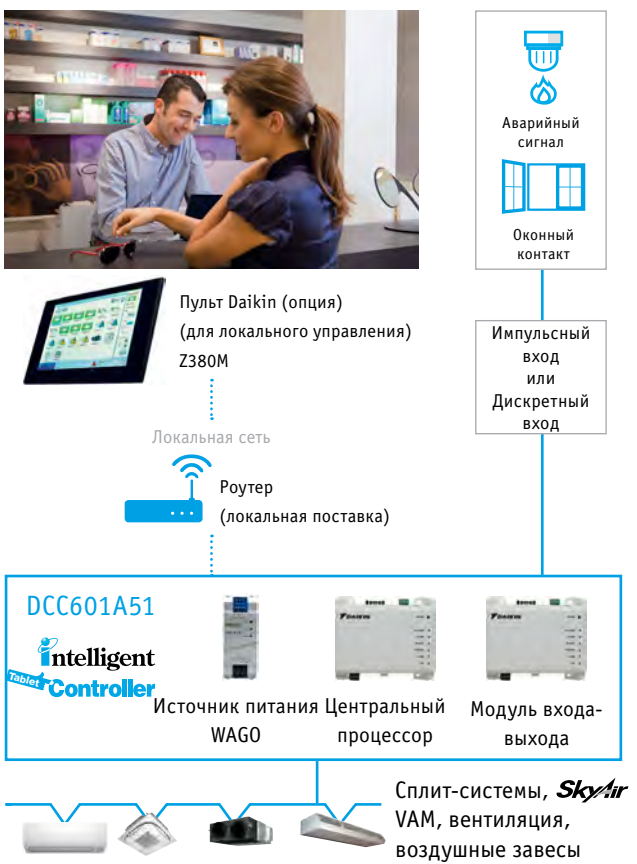 Аварийный
сигнал
Оконный
контакт
Пульт Daikin (опция)
(для локального управления)
Z380M
Импульсный
вход
или
Дискретный
вход
Локальная сеть
Роутер
(локальная поставка)
DCC601A51
intelligent
Tablet Controller
DAIKIN
DAIKIN
Источник питания
WAGO
Центральный
процессор
Модуль входа-
выхода
Сплит-системы, SkyAir
VAM, вентиляция,
воздушные завесы